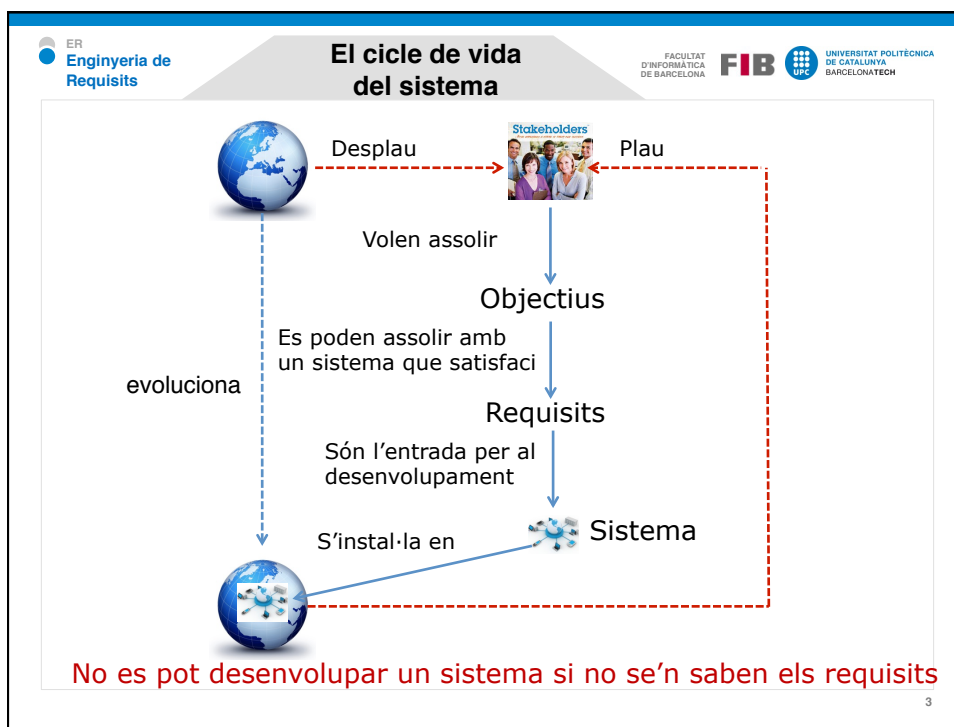 ER
Enginyeria de
Requisits
El cicle de vida
del sistema
FACULTAT
D'INFORMÀTICA
DE BARCELONA
FIB
UPC
UNIVERSITAT POLITÈCNICA
DE CATALUNYA
BARCELONATECH
Desplau
Stakeholders
Plau
Volen assolir
Objectius
Es poden assolir amb
un sistema que satisfaci
evoluciona
Requisits
Són l'entrada per al
desenvolupament
Sistema
S'instal·la en
No es pot desenvolupar un sistema si no se'n saben els requisits
3